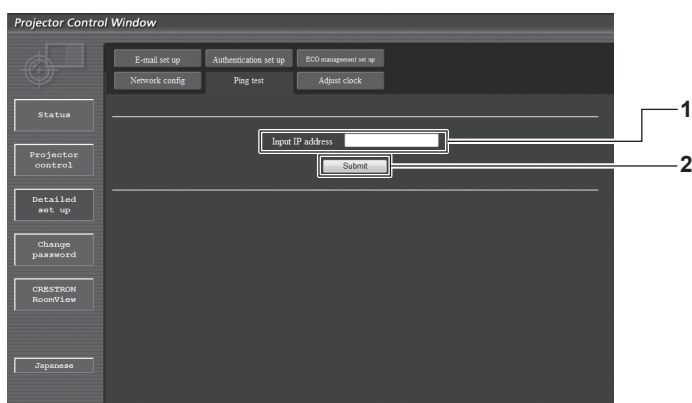 Projector Control Window
E-mail set up
Authentication set up
ECO management set up
Network config
Ping test
Adjust clock
Status
Projector
control
Detailed
set up
Change
password
CRESTRON
RoomView
Japanese
Input IP address
Submit
1
2